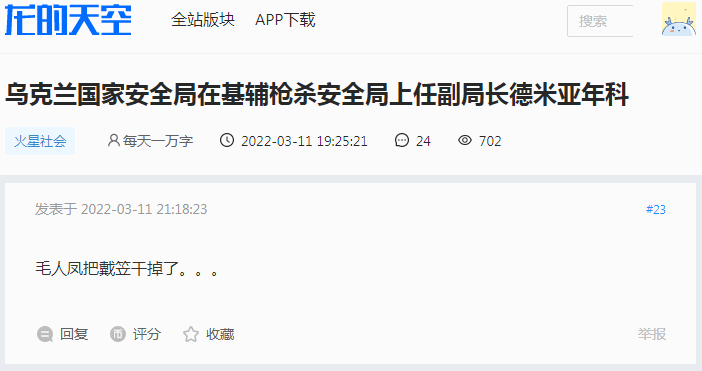 龙的天空 全站版块 APP下载 搜索
乌克兰国家安全局在基辅枪杀安全局上任副局长德米亚年科
火星社会 每天一万字 2022-03-11 19:25:21 24 702
发表于 2022-03-11 21:18:23 #23
毛人凤把戴笠干掉了。。。
回复 评分 收藏 举报